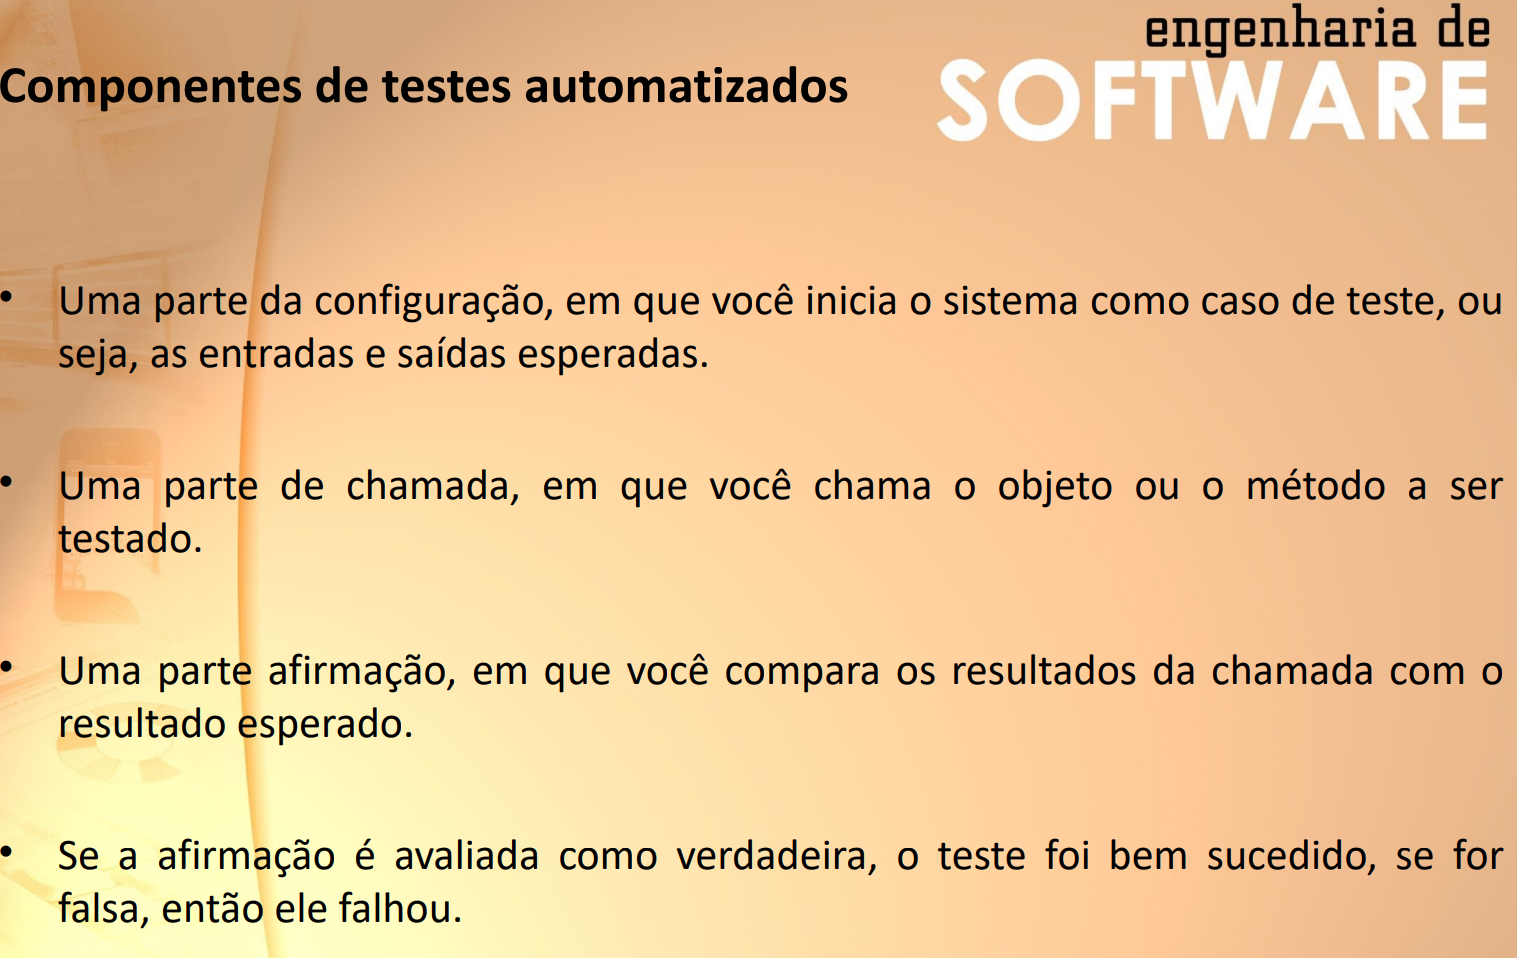 engenharia de
SOFTWARE
Componentes de testes automatizados
• Uma parte da configuração, em que você inicia o sistema como caso de teste, ou
seja, as entradas e saídas esperadas.
• Uma parte de chamada, em que você chama o objeto ou o método a ser
testado.
• Uma parte afirmação, em que você compara os resultados da chamada com o
resultado esperado.
• Se a afirmação é avaliada como verdadeira, o teste foi bem sucedido, se for
falsa, então ele falhou.